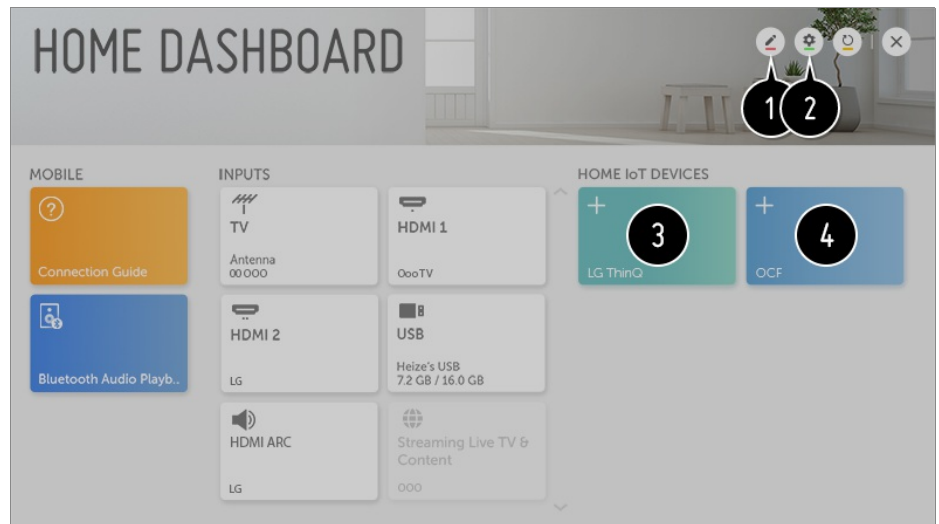 HOME DASHBOARD
1 2
MOBILE
Connection Guide
Bluetooth Audio Playb..
INPUTS
TV
Antenna
00 000
HDMI 1
OooTV
HDMI 2
LG
USB
Heize's USB
7.2 GB / 16.0 GB
HDMI ARC
LG
Streaming Live TV &
Content
000
HOME IoT DEVICES
3
LG ThinQ
4
OCF